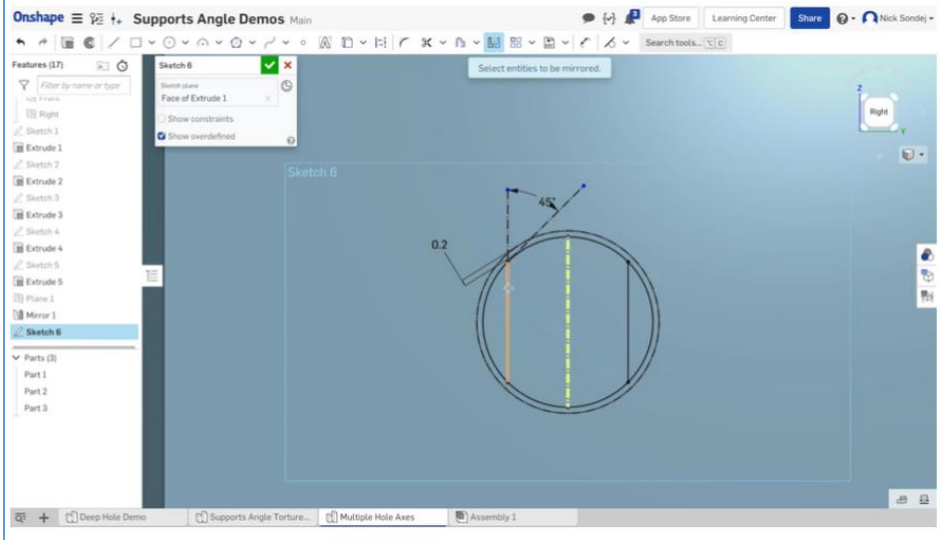 Onshape Supports Angle Demos Main
3 App Store Learning Center Share Nick Sondej
Search tools... ⌥ C
Features (17)
Filter by name or type
Front
Right
Sketch 1
Extrude 1
Sketch 2
Extrude 2
Sketch 3
Extrude 3
Sketch 4
Extrude 4
Sketch 5
Extrude 5
Plane 1
Mirror 1
Sketch 6
Parts (3)
Part 1
Part 2
Part 3
Sketch 6
Sketch plane
Face of Extrude 1
Show constraints
Show overdefined
Select entities to be mirrored.
Z
Right
Y
Sketch 6
45°
0.2
Deep Hole Demo Supports Angle Torture... Multiple Hole Axes Assembly 1